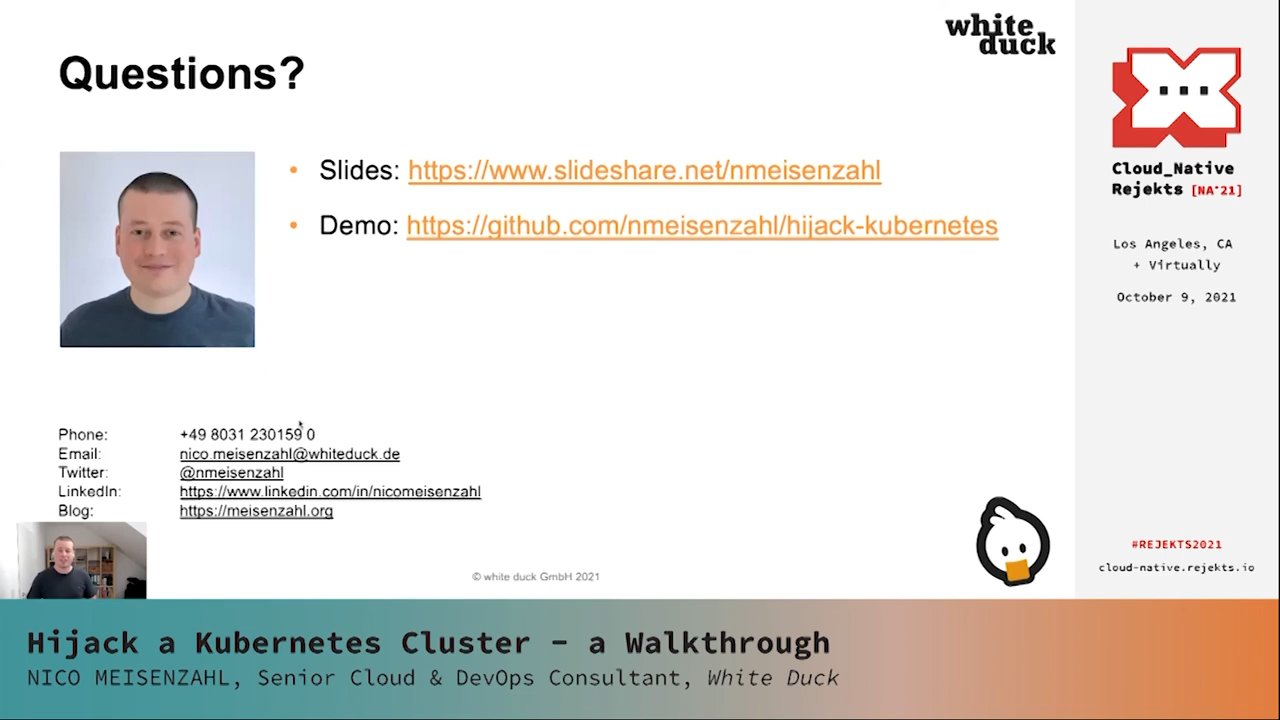 white
duck
Questions?
• Slides: https://www.slideshare.net/nmeisenzahl
• Demo: https://github.com/nmeisenzahl/hijack-kubernetes
Phone: +49 8031 230159 0
Email: nico.meisenzahl@whiteduck.de
Twitter: @nmeisenzahl
LinkedIn: https://www.linkedin.com/in/nicomeisenzahl
Blog: https://meisenzahl.org
© white duck GmbH 2021
Cloud_Native
Rejekts [NA'21]
Los Angeles, CA
+ Virtually
October 9, 2021
#REJEKTS2021
cloud-native.rejekts.io
Hijack a Kubernetes Cluster – a Walkthrough
NICO MEISENZAHL, Senior Cloud & DevOps Consultant, White Duck